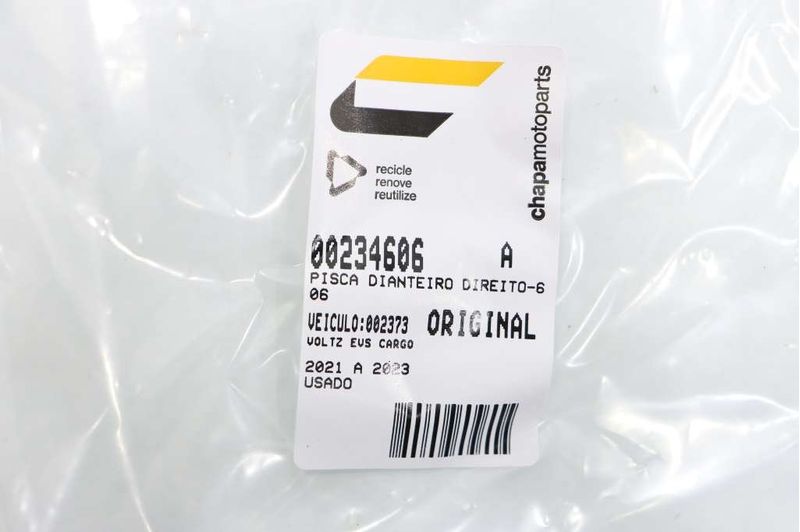 chapamotoparts
recicle
renove
reutilize
00234606 A
PISCA DIANTEIRO DIREITO-6
06
VEICULO:002373 ORIGINAL
VOLTZ EVS CARGO
2021 A 2023
USADO